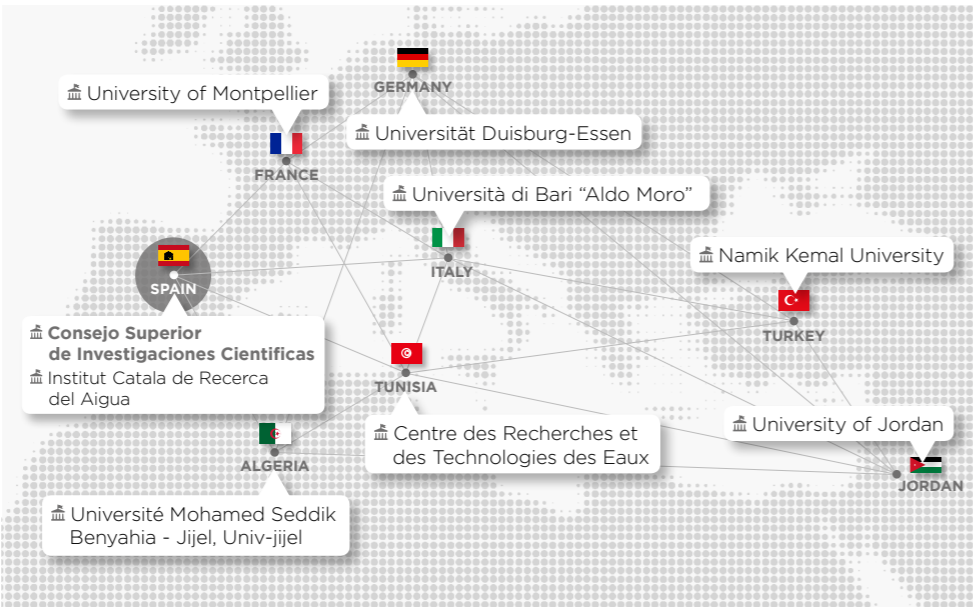 GERMANY
University of Montpellier
Universität Duisburg-Essen
FRANCE
Università di Bari “Aldo Moro”
ITALY
Namik Kemal University
SPAIN
TURKEY
Consejo Superior
de Investigaciones Cientificas
Institut Catala de Recerca
del Aigua
TUNISIA
Centre des Recherches et
des Technologies des Eaux
University of Jordan
ALGERIA
JORDAN
Université Mohamed Seddik
Benyahia - Jijel, Univ-jijel